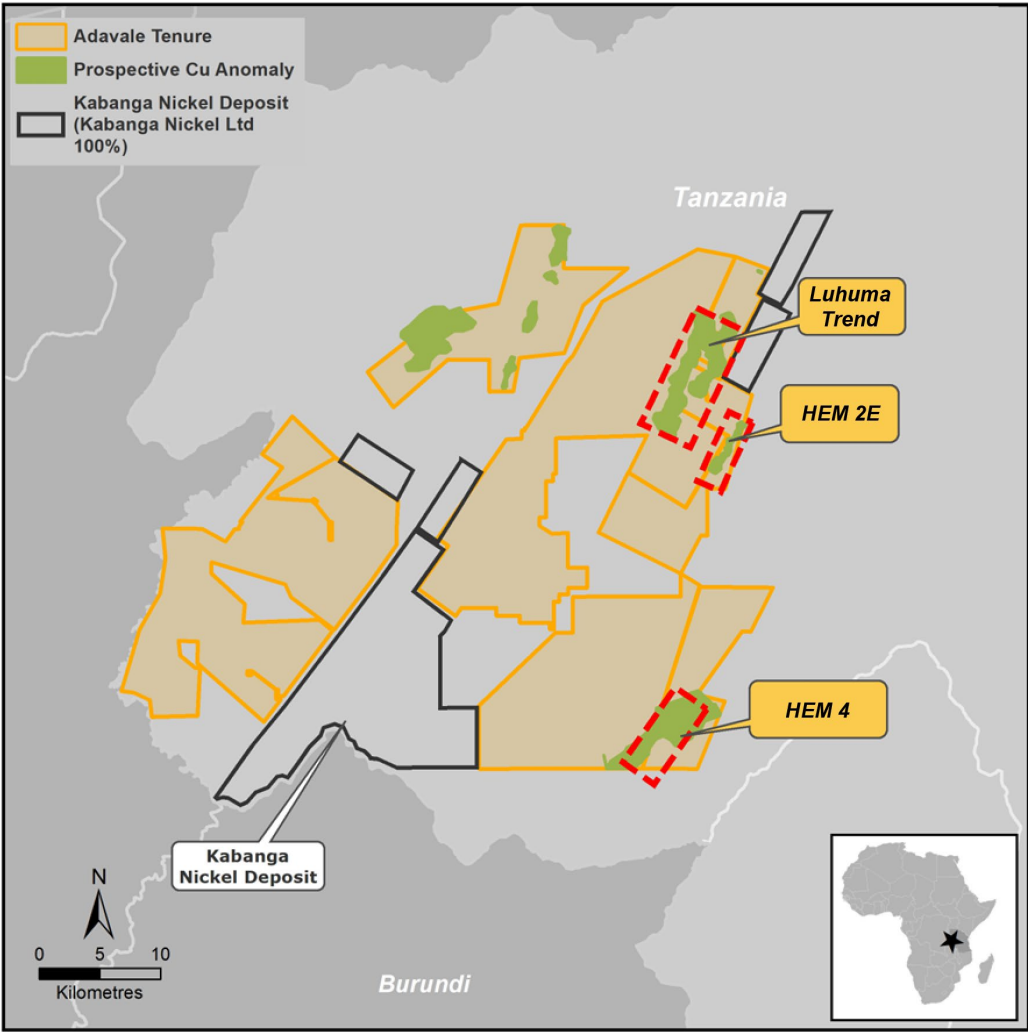 Adavale Tenure
Prospective Cu Anomaly
Kabanga Nickel Deposit
(Kabanga Nickel Ltd
100%)
Tanzania
Luhuma
Trend
HEM 2E
HEM 4
Kabanga
Nickel Deposit
N
0 5 10
Kilometres
Burundi